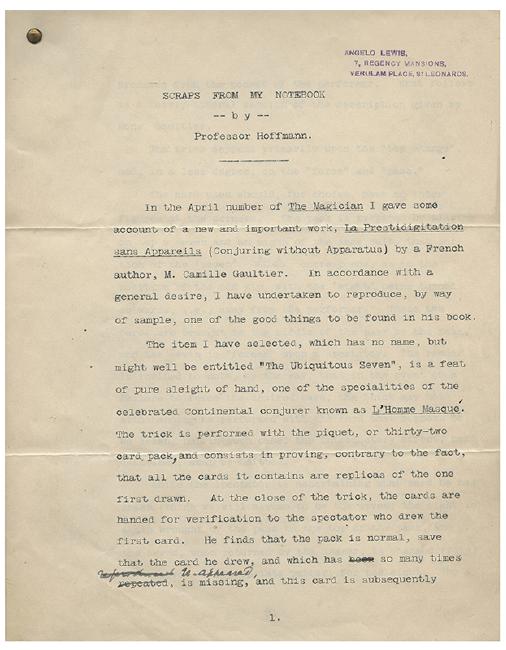 ANGELO LEWIS,
7, REGENCY MANSIONS,
VERULAM PLACE, St LEONARDS.
SCRAPS FROM MY NOTEBOOK
-- b y --
Professor Hoffmann.
In the April number of The Magician I gave some
account of a new and important work, La Prestidigitation
sans Appareils (Conjuring without Apparatus) by a French
author, M. Camille Gaultier. In accordance with a
general desire, I have undertaken to reproduce, by way
of sample, one of the good things to be found in his book.
The item I have selected, which has no name, but
might well be entitled "The Ubiquitous Seven", is a feat
of pure sleight of hand, one of the specialities of the
celebrated Continental conjurer known as L'Homme Masqué.
The trick is performed with the piquet, or thirty-two
card pack, and consists in proving, contrary to the fact,
that all the cards it contains are replicas of the one
first drawn. At the close of the trick, the cards are
handed for verification to the spectator who drew the
first card. He finds that the pack is normal, save
that the card he drew, and which has been so many times
re-appeared,
repeated, is missing, and this card is subsequently
1.